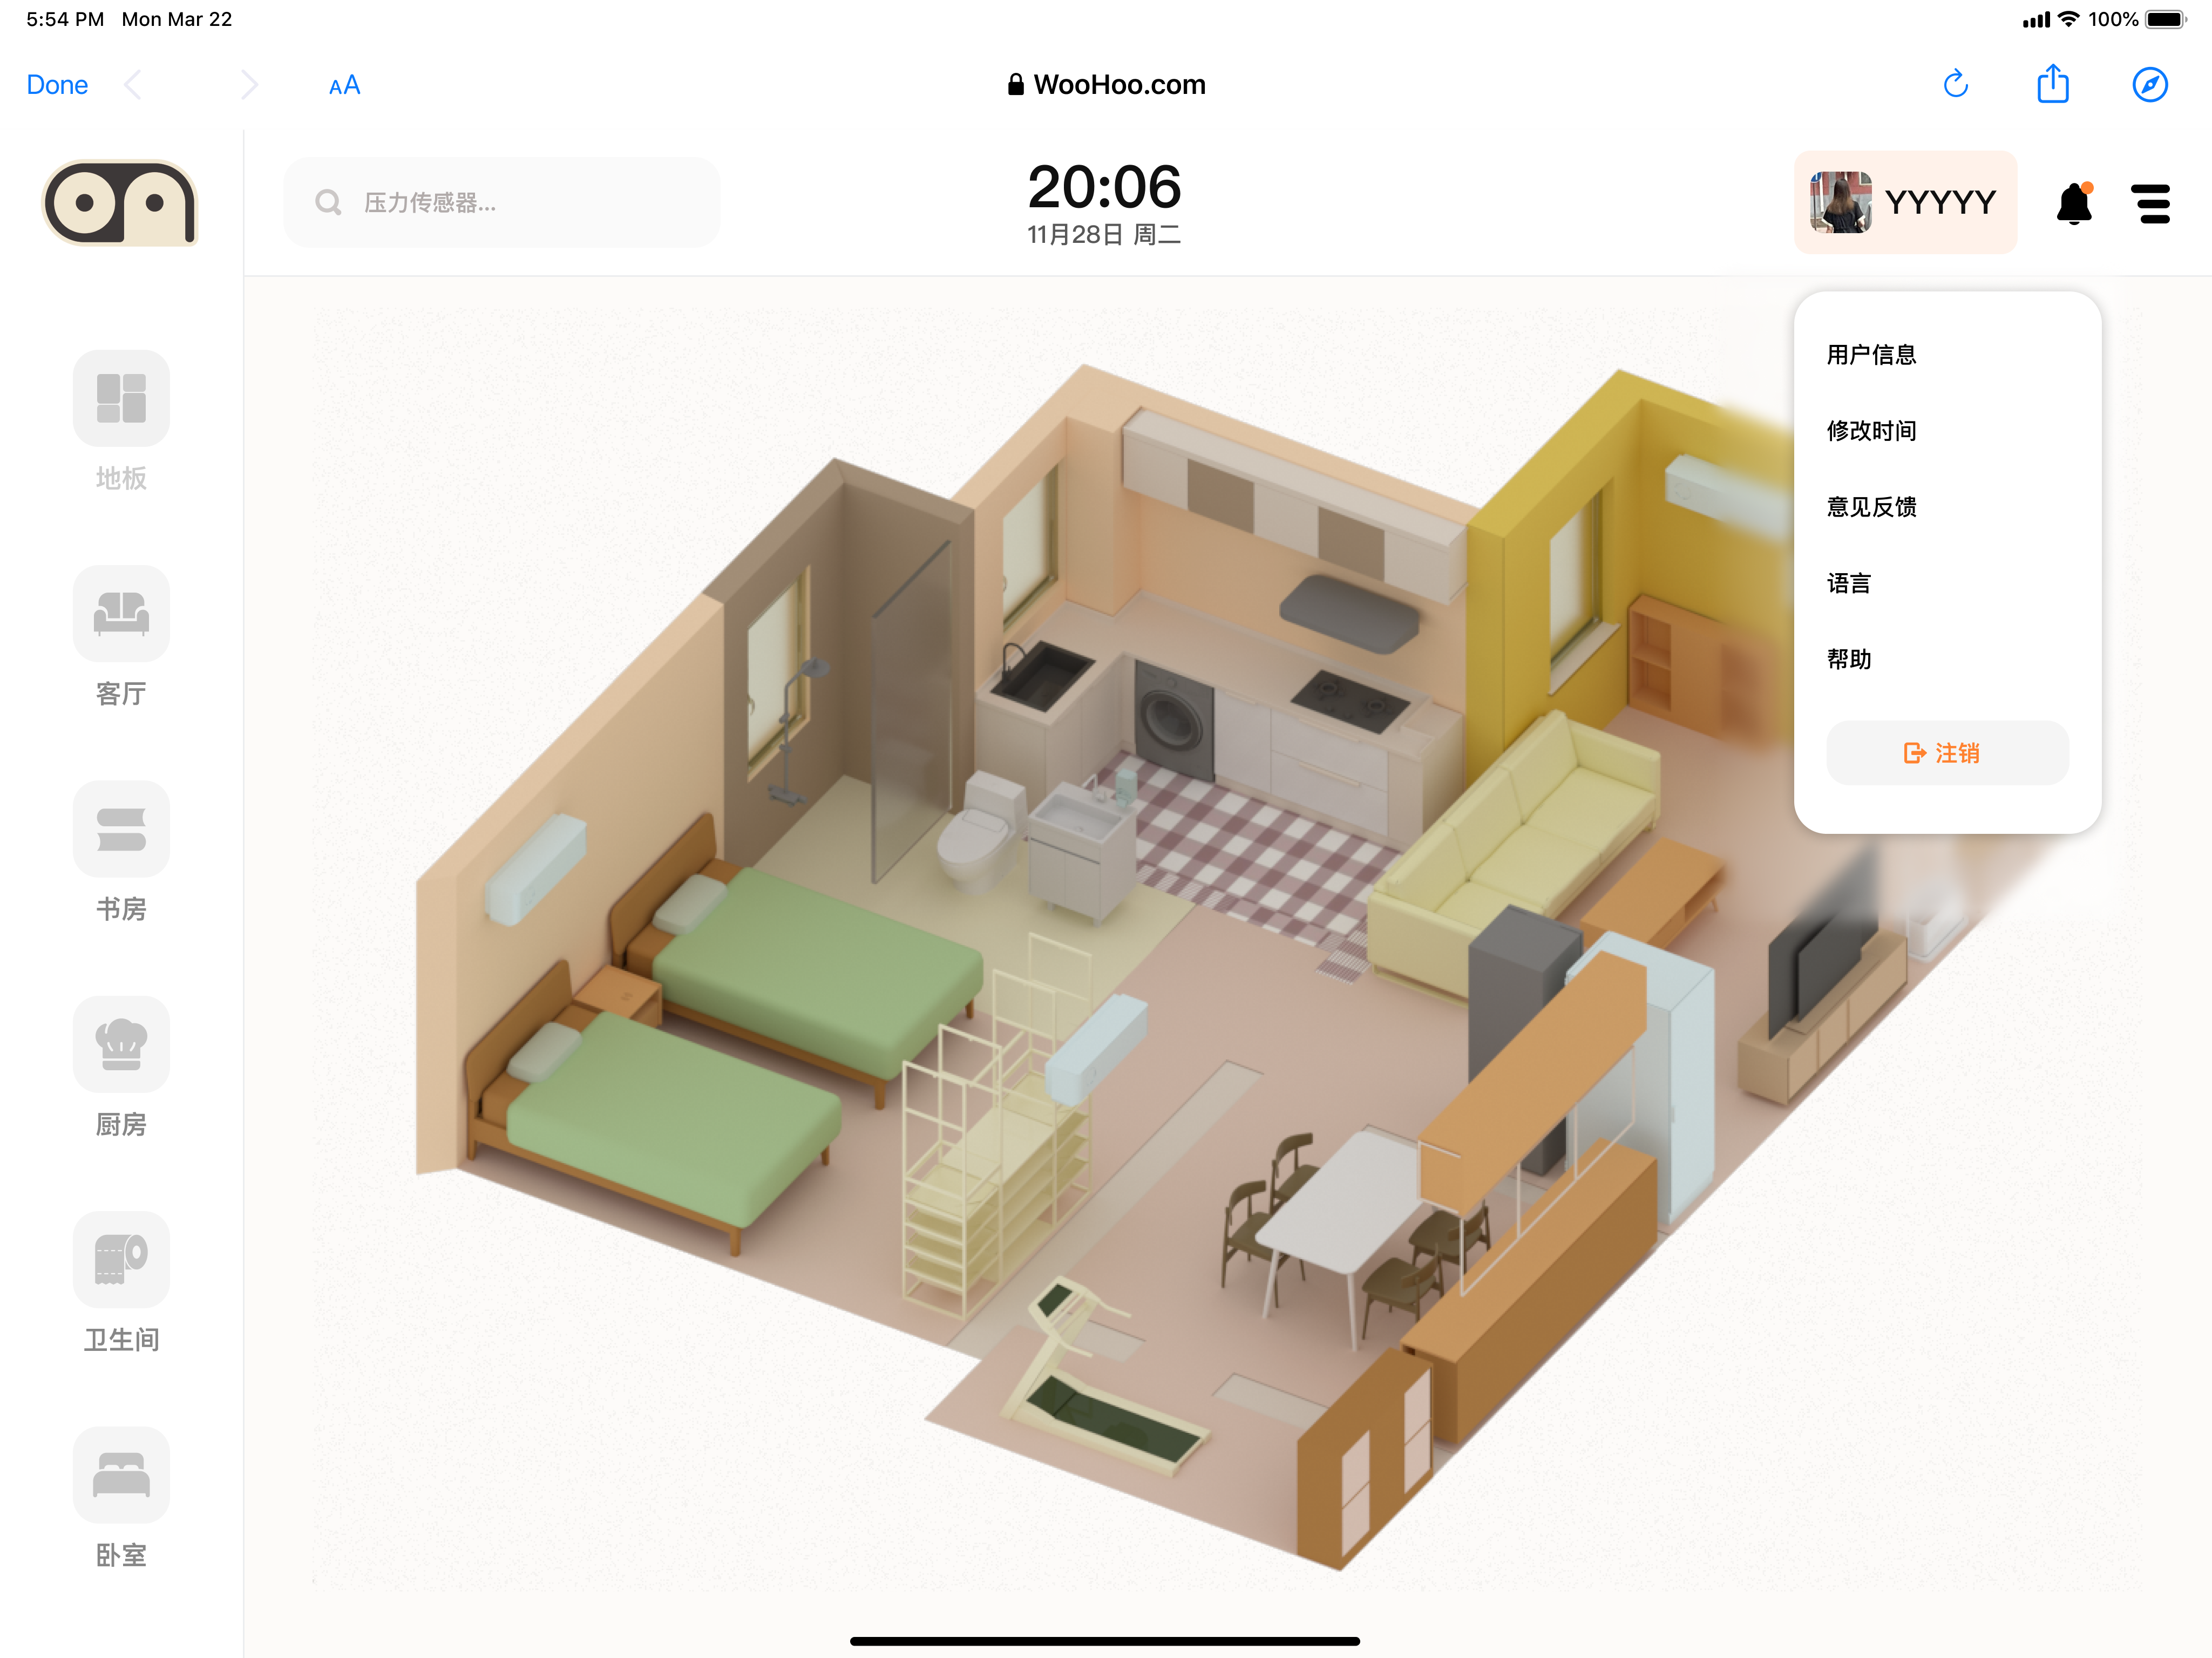 5:54 PM Mon Mar 22
100%
Done
AA
WooHoo.com
压力传感器...
20:06
11月28日 周二
YYYYY
地板
客厅
书房
厨房
卫生间
卧室
用户信息
修改时间
意见反馈
语言
帮助
注销